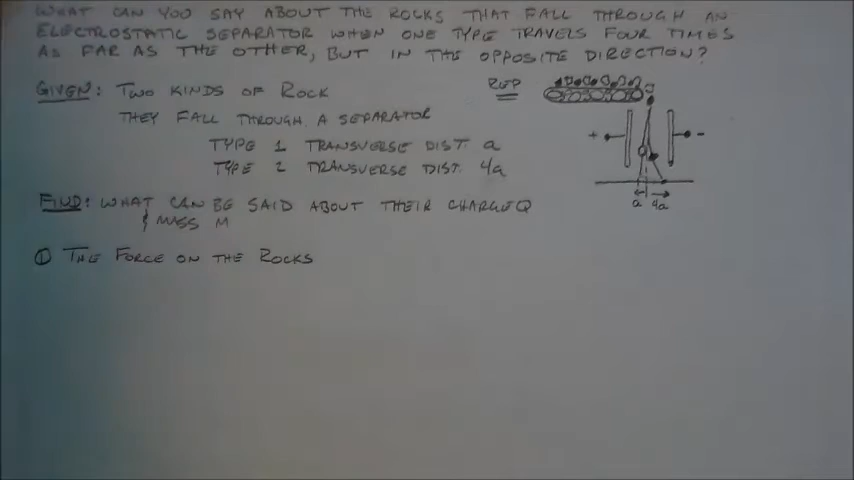 WHAT CAN YOU SAY ABOUT THE ROCKS THAT FALL THROUGH AN
ELECTROSTATIC SEPARATOR WHEN ONE TYPE TRAVELS FOUR TIMES
AS FAR AS THE OTHER, BUT IN THE OPPOSITE DIRECTION?
GIVEN: TWO KINDS OF ROCK
THEY FALL THROUGH A SEPARATOR
TYPE 1 TRANSVERSE DIST. a
TYPE 2 TRANSVERSE DIST. 4a
+ -
a 4a
FIND: WHAT CAN BE SAID ABOUT THEIR CHARGE Q
& MASS M
① THE FORCE ON THE ROCKS